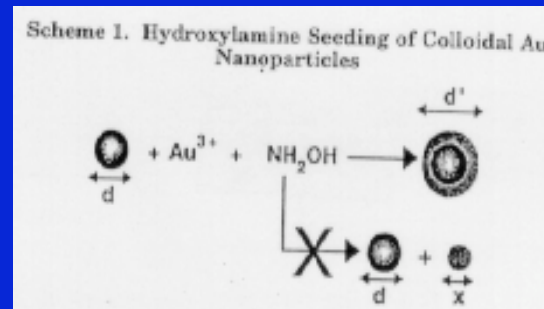 Scheme 1. Hydroxylamine Seeding of Colloidal Au
Nanoparticles
d'
+ Au³⁺ + NH₂OH
d
X
+
d
x